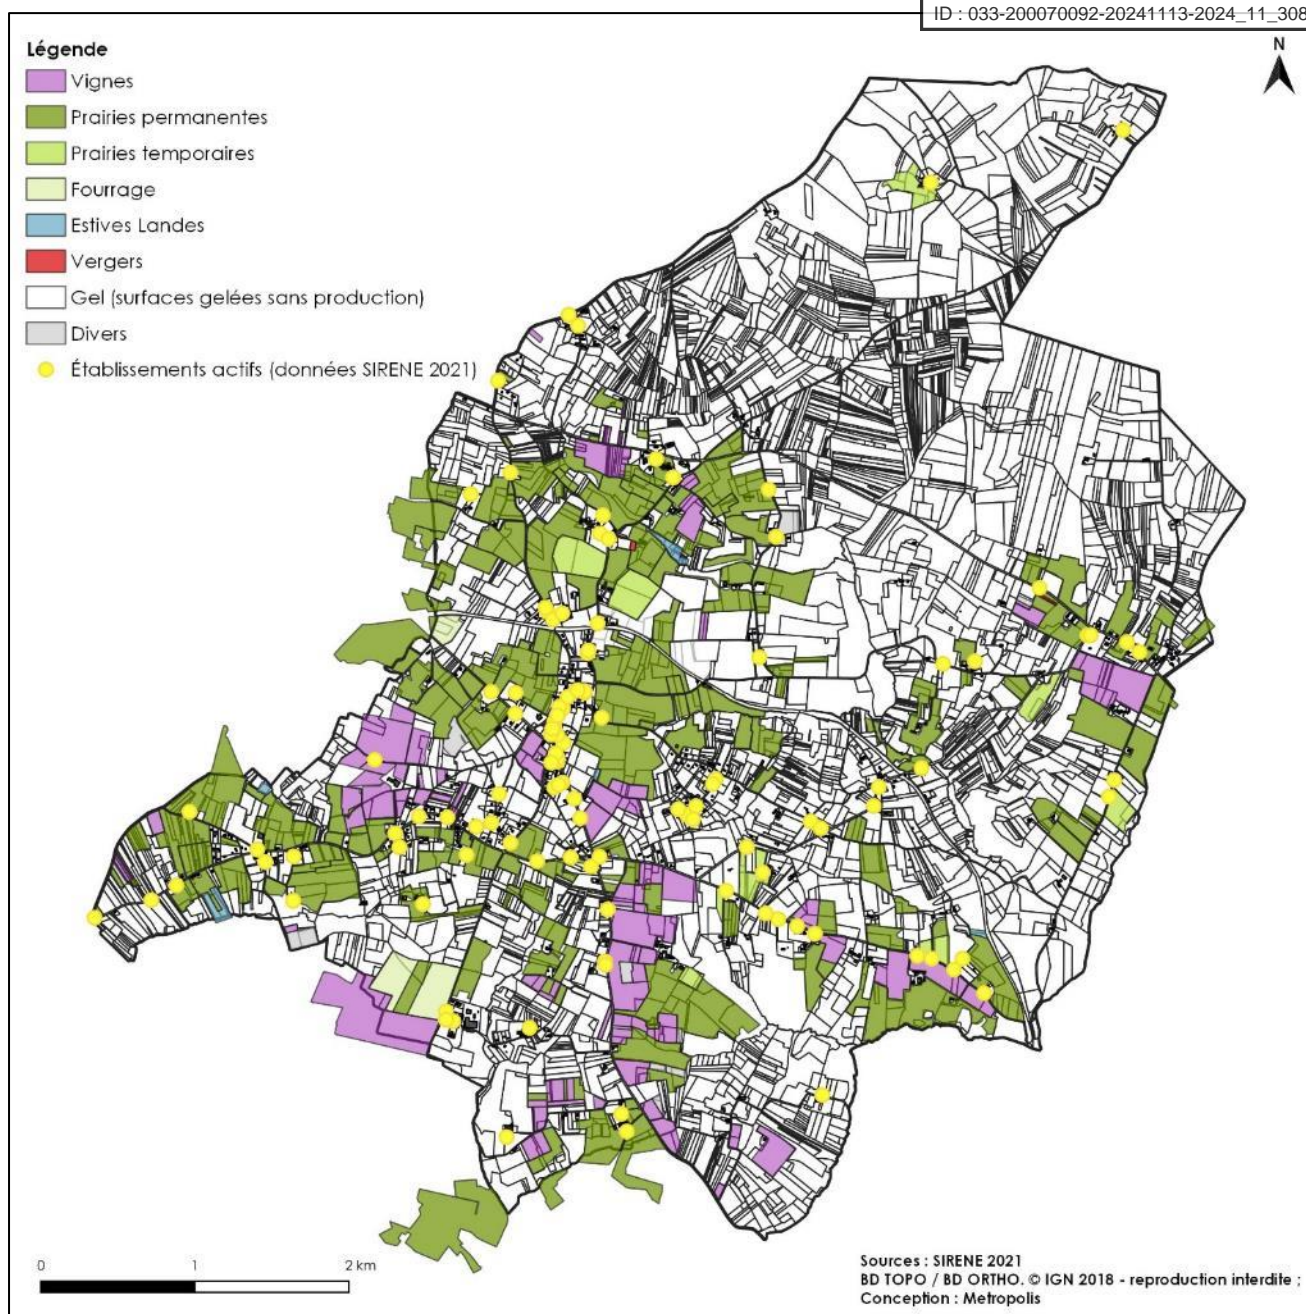 ID : 033-200070092-20241113-2024_11_308
N
Légende
Vignes
Prairies permanentes
Prairies temporaires
Fourrage
Estives Landes
Vergers
Gel (surfaces gelées sans production)
Divers
Établissements actifs (données SIRENE 2021)
0 1 2 km
Sources : SIRENE 2021
BD TOPO / BD ORTHO. © IGN 2018 - reproduction interdite ;
Conception : Metropolis